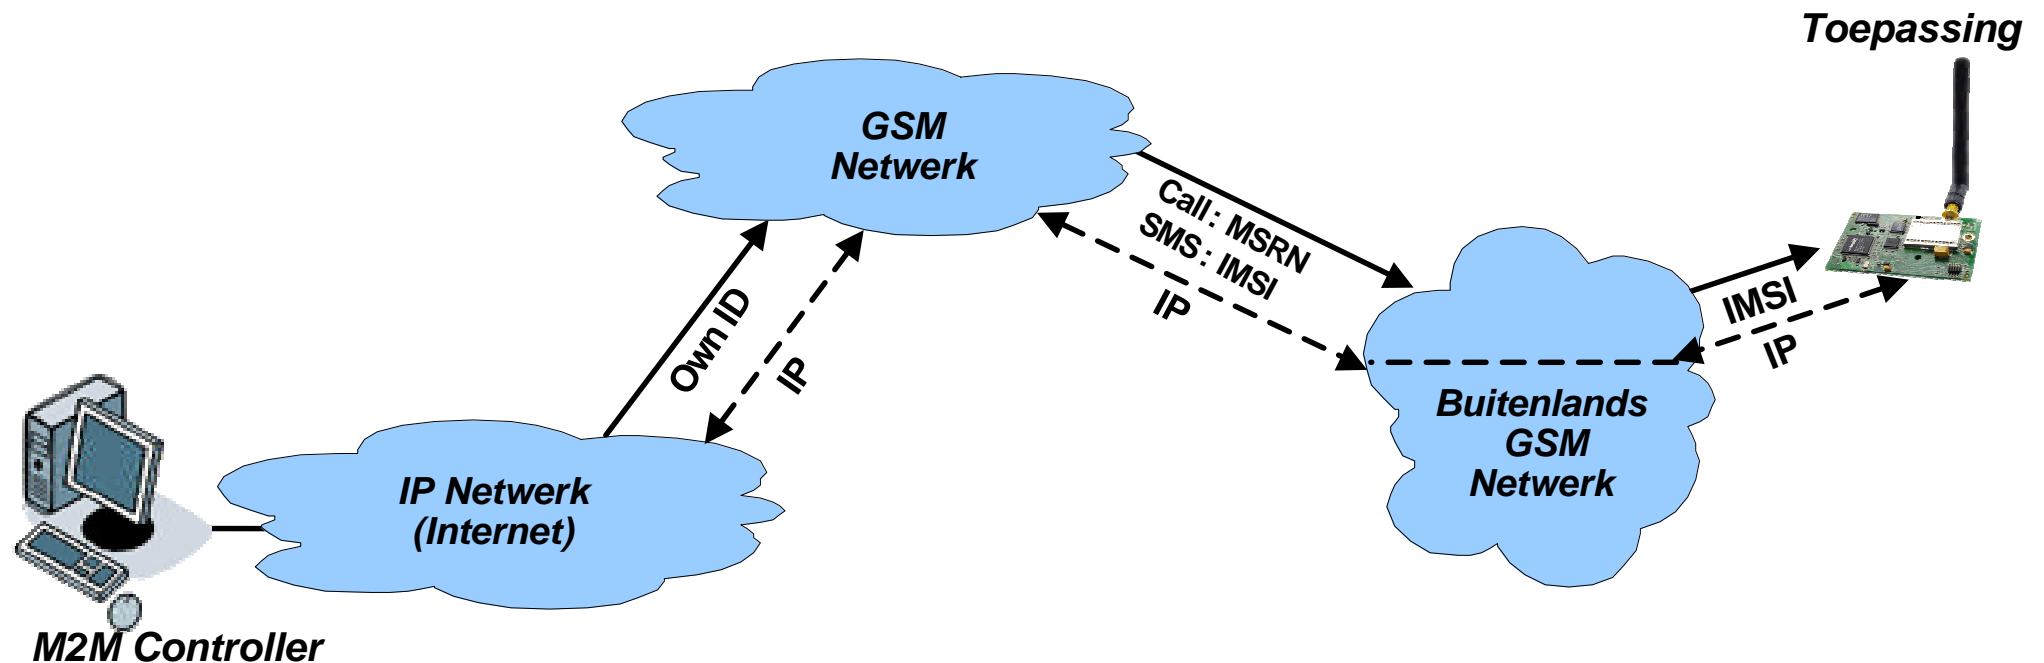 Toepassing
GSM
Netwerk
Call : MSRN
SMS : IMSI
IP
Own ID
IP
IMSI
IP
Buitenlands
GSM
Netwerk
IP Netwerk
(Internet)
M2M Controller